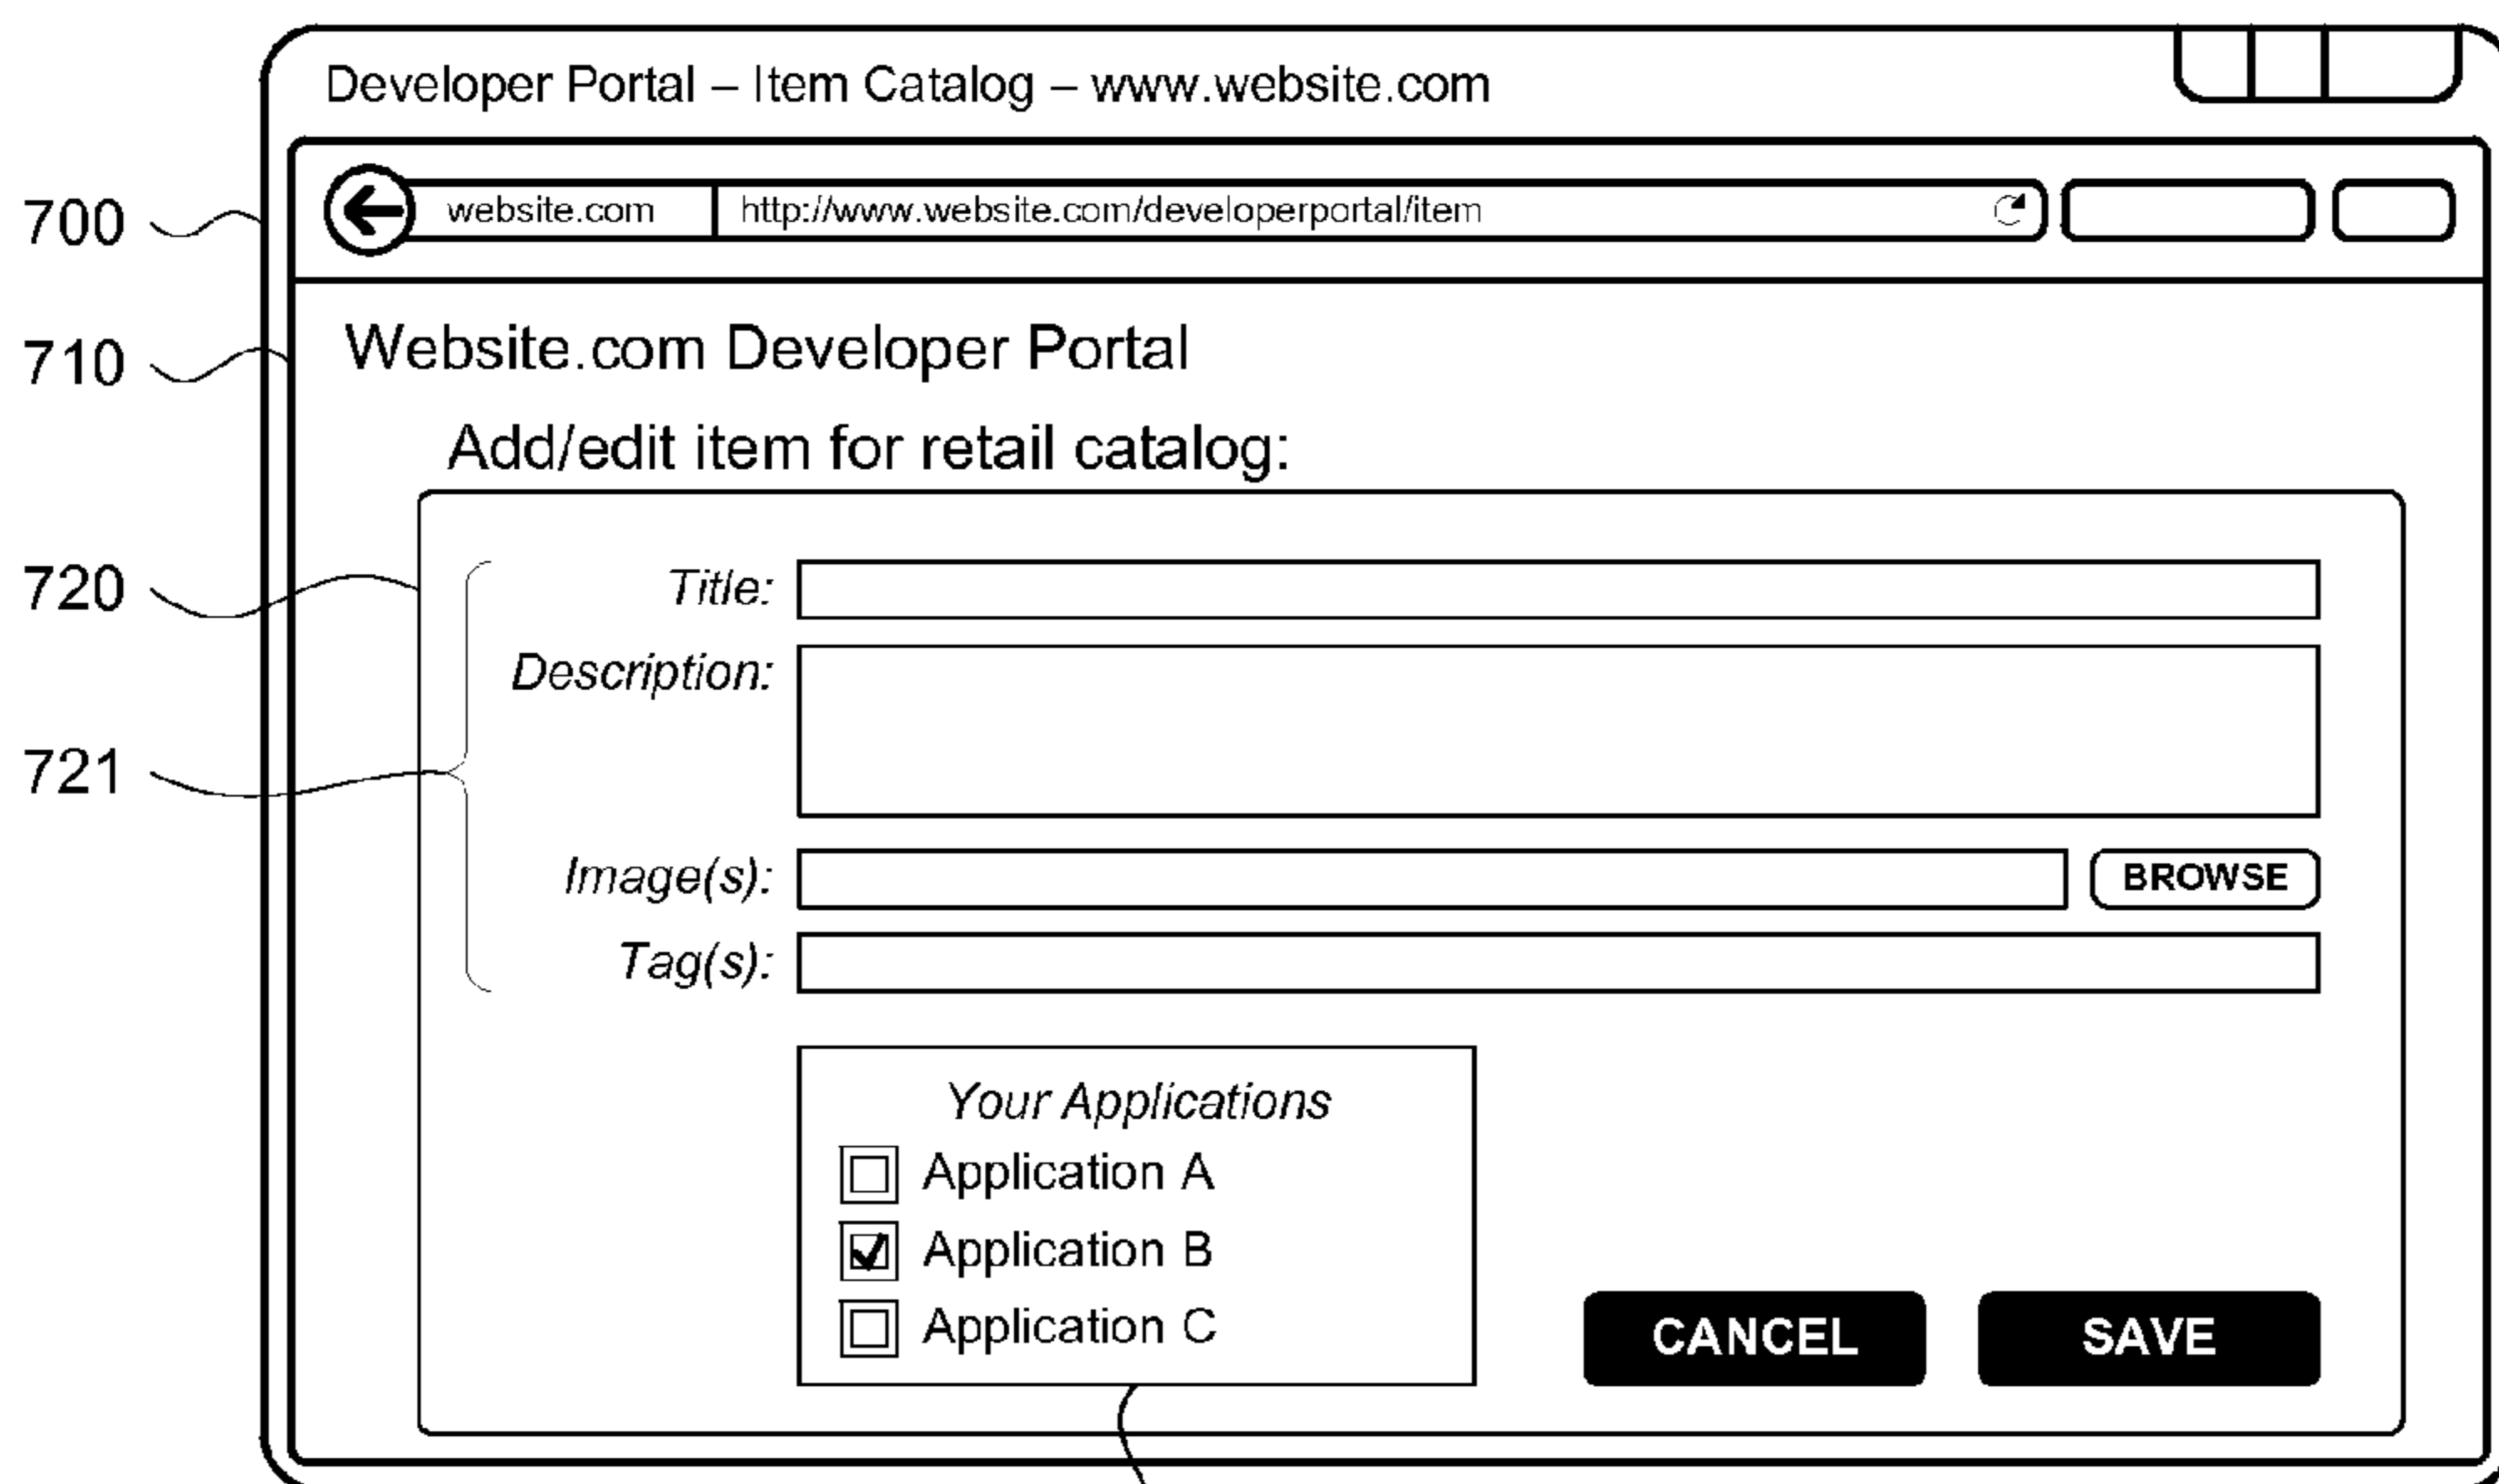 Developer Portal – Item Catalog – www.website.com
700
website.com http://www.website.com/developerportal/item
710
Website.com Developer Portal
Add/edit item for retail catalog:
720
Title:
Description:
721
Image(s): BROWSE
Tag(s):
Your Applications
Application A
Application B
Application C
CANCEL SAVE